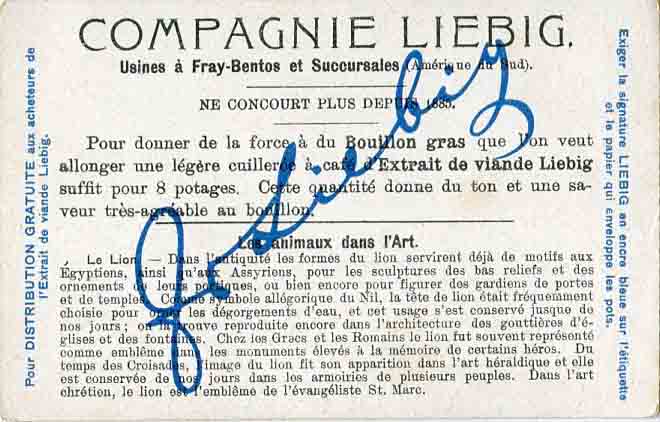 COMPAGNIE LIEBIG.
Usines à Fray-Bentos et Succursales (Amérique du Sud).
NE CONCOURT PLUS DEPUIS 1885.
Pour donner de la force à du Bouillon gras que l'on veut
allonger une légère cuillerée à café d'Extrait de viande Liebig
suffit pour 8 potages. Cette quantité donne du ton et une sa-
veur très-agréable au bouillon.
Les animaux dans l'Art.
Le Lion. — Dans l'antiquité les formes du lion servirent déjà de motifs aux
Egyptiens, ainsi qu'aux Assyriens, pour les sculptures des bas reliefs et des
ornements de leurs portiques, ou bien encore pour figurer des gardiens de portes
et de temples. Comme symbole allégorique du Nil, la tête de lion était fréquemment
choisie pour orner les dégorgements d'eau, et cet usage s'est conservé jusque de
nos jours; on la trouve reproduite encore dans l'architecture des gouttières d'é-
glises et des fontaines. Chez les Grecs et les Romains le lion fut souvent représenté
comme emblême dans les monuments élevés à la mémoire de certains héros. Du
temps des Croisades, l'image du lion fit son apparition dans l'art héraldique et elle
est conservée de nos jours dans les armoiries de plusieurs peuples. Dans l'art
chrétien, le lion est l'emblême de l'évangéliste St. Marc.
Pour DISTRIBUTION GRATUITE aux acheteurs de
l'Extrait de viande Liebig.
Exiger la signature LIEBIG en encre bleue sur l'étiquette
et le papier qui enveloppe les pots.
J v Liebig